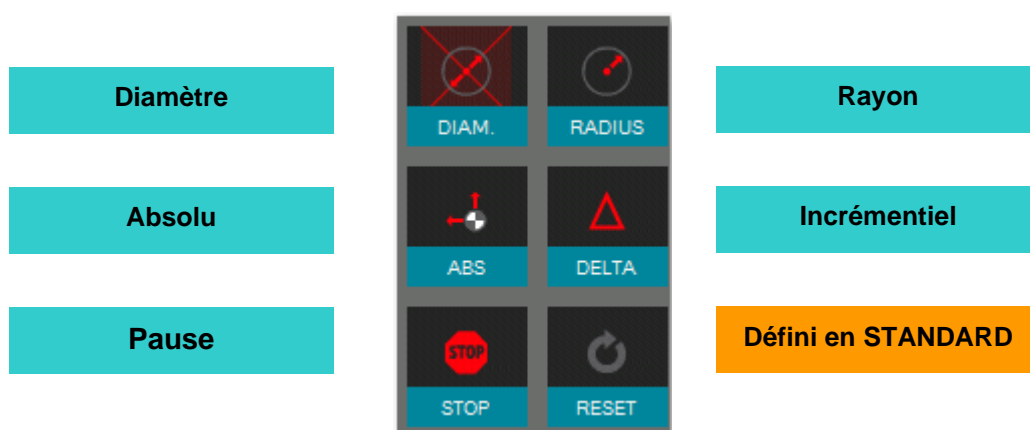 Diamètre
DIAM.
RADIUS
Rayon
Absolu
ABS
DELTA
Incrémentiel
Pause
STOP
STOP
RESET
Défini en STANDARD